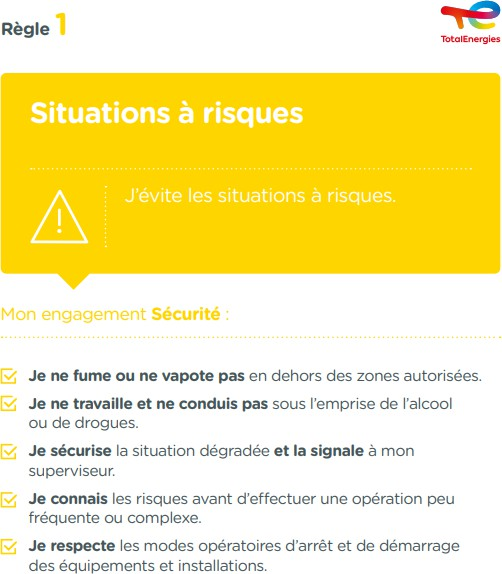 Règle 1
TotalEnergies
Situations à risques
J’évite les situations à risques.
Mon engagement Sécurité :
Je ne fume ou ne vapote pas en dehors des zones autorisées.
Je ne travaille et ne conduis pas sous l’emprise de l’alcool
ou de drogues.
Je sécurise la situation dégradée et la signale à mon
superviseur.
Je connais les risques avant d’effectuer une opération peu
fréquente ou complexe.
Je respecte les modes opératoires d’arrêt et de démarrage
des équipements et installations.